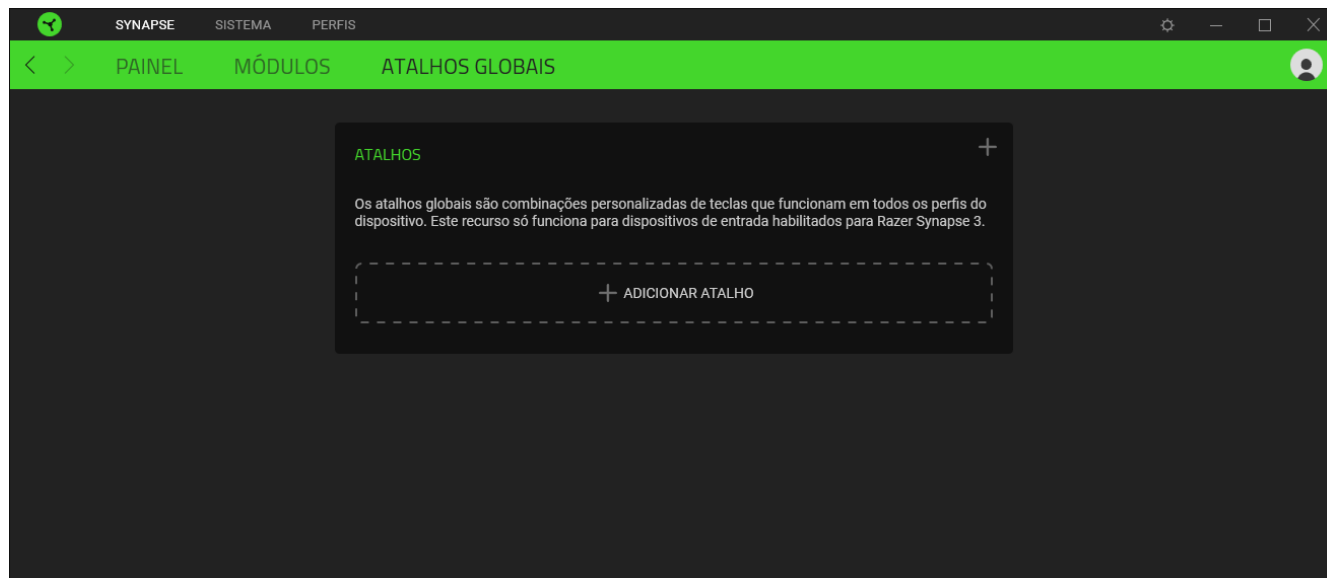 SYNAPSE SISTEMA PERFIS
PAINEL MÓDULOS ATALHOS GLOBAIS
ATALHOS
Os atalhos globais são combinações personalizadas de teclas que funcionam em todos os perfis do
dispositivo. Este recurso só funciona para dispositivos de entrada habilitados para Razer Synapse 3.
ADICIONAR ATALHO